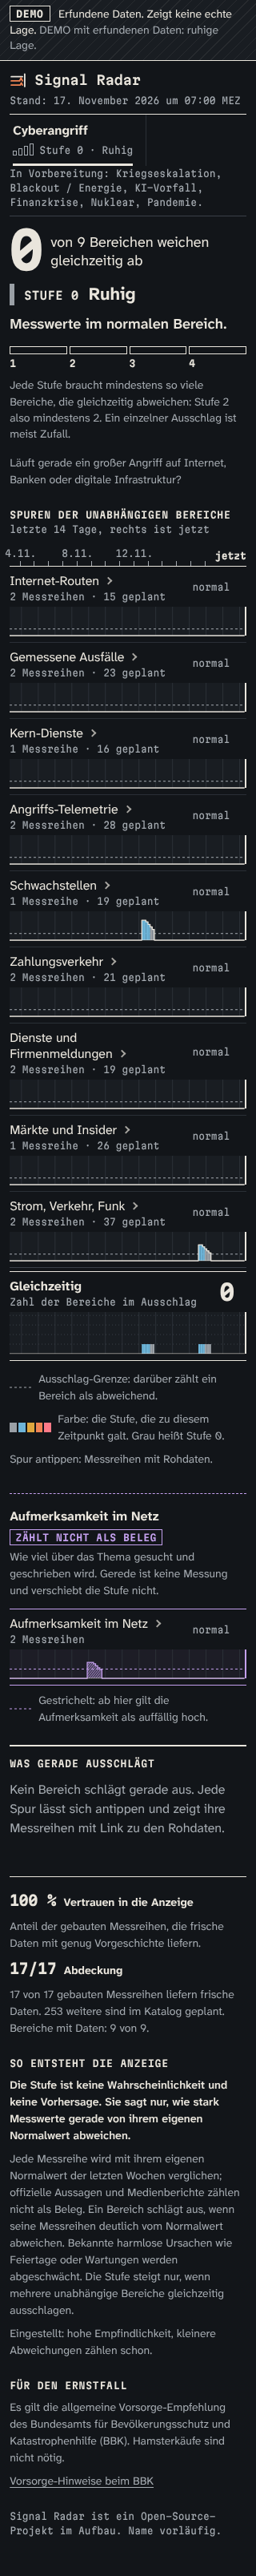 DEMO Erfundene Daten, Zeigt keine echte
Lage. DEMO mit erfundenen Daten: ruhige
Lage.
Signal Radar
Stand: 17. November 2026 um 07:00 MEZ
Cyberangriff
Stufe 0 · Ruhig
In Vorbereitung: Kriegseskalation,
Blackout / Energie, KI-Vorfall,
Finanzkrise, Nuklear, Pandemie.
0 von 9 Bereichen weichen
gleichzeitig ab
STUFE 0 Ruhig
Messwerte im normalen Bereich.
1 2 3 4
Jede Stufe braucht mindestens so viele
Bereiche, die gleichzeitig abweichen: Stufe 2
also mindestens 2. Ein einzelner Ausschlag ist
meist Zufall.
Läuft gerade ein großer Angriff auf Internet,
Banken oder digitale Infrastruktur?
SPUREN DER UNABHÄNGIGEN BEREICHE
letzte 14 Tage, rechts ist jetzt
4.11. 8.11. 12.11. jetzt
Internet-Routen
normal
2 Messreihen · 15 geplant
Gemessene Ausfälle
normal
2 Messreihen · 23 geplant
Kern-Dienste
normal
1 Messreihe · 16 geplant
Angriffs-Telemetrie
normal
2 Messreihen · 28 geplant
Schwachstellen
normal
1 Messreihe · 19 geplant
Zahlungsverkehr
normal
2 Messreihen · 21 geplant
Dienste und
Firmenmeldungen
normal
2 Messreihen · 19 geplant
Märkte und Insider
normal
1 Messreihe · 26 geplant
Strom, Verkehr, Funk
normal
2 Messreihen · 37 geplant
Gleichzeitig
0
Zahl der Bereiche im Ausschlag
Ausschlag-Grenze: darüber zählt ein
Bereich als abweichend.
Farbe: die Stufe, die zu diesem
Zeitpunkt galt. Grau heißt Stufe 0.
Spur antippen: Messreihen mit Rohdaten.
Aufmerksamkeit im Netz
ZÄHLT NICHT ALS BELEG
Wie viel über das Thema gesucht und
geschrieben wird. Gerede ist keine Messung
und verschiebt die Stufe nicht.
Aufmerksamkeit im Netz
normal
2 Messreihen
Gestrichelt: ab hier gilt die
Aufmerksamkeit als auffällig hoch.
WAS GERADE AUSSCHLÄGT
Kein Bereich schlägt gerade aus. Jede
Spur lässt sich antippen und zeigt ihre
Messreihen mit Link zu den Rohdaten.
100 % Vertrauen in die Anzeige
Anteil der gebauten Messreihen, die frische
Daten mit genug Vorgeschichte liefern.
17/17 Abdeckung
17 von 17 gebauten Messreihen liefern frische
Daten. 253 weitere sind im Katalog geplant.
Bereiche mit Daten: 9 von 9.
SO ENTSTEHT DIE ANZEIGE
Die Stufe ist keine Wahrscheinlichkeit und
keine Vorhersage. Sie sagt nur, wie stark
Messwerte gerade von ihrem eigenen
Normalwert abweichen.
Jede Messreihe wird mit ihrem eigenen
Normalwert der letzten Wochen verglichen;
offizielle Aussagen und Medienberichte zählen
nicht als Beleg. Ein Bereich schlägt aus, wenn
seine Messreihen deutlich vom Normalwert
abweichen. Bekannte harmlose Ursachen wie
Feiertage oder Wartungen werden
abgeschwächt. Die Stufe steigt nur, wenn
mehrere unabhängige Bereiche gleichzeitig
ausschlagen.
Eingestellt: hohe Empfindlichkeit, kleinere
Abweichungen zählen schon.
FÜR DEN ERNSTFALL
Es gilt die allgemeine Vorsorge-Empfehlung
des Bundesamts für Bevölkerungsschutz und
Katastrophenhilfe (BBK). Hamsterkäufe sind
nicht nötig.
Vorsorge-Hinweise beim BBK
Signal Radar ist ein Open-Source-
Projekt im Aufbau. Name vorläufig.